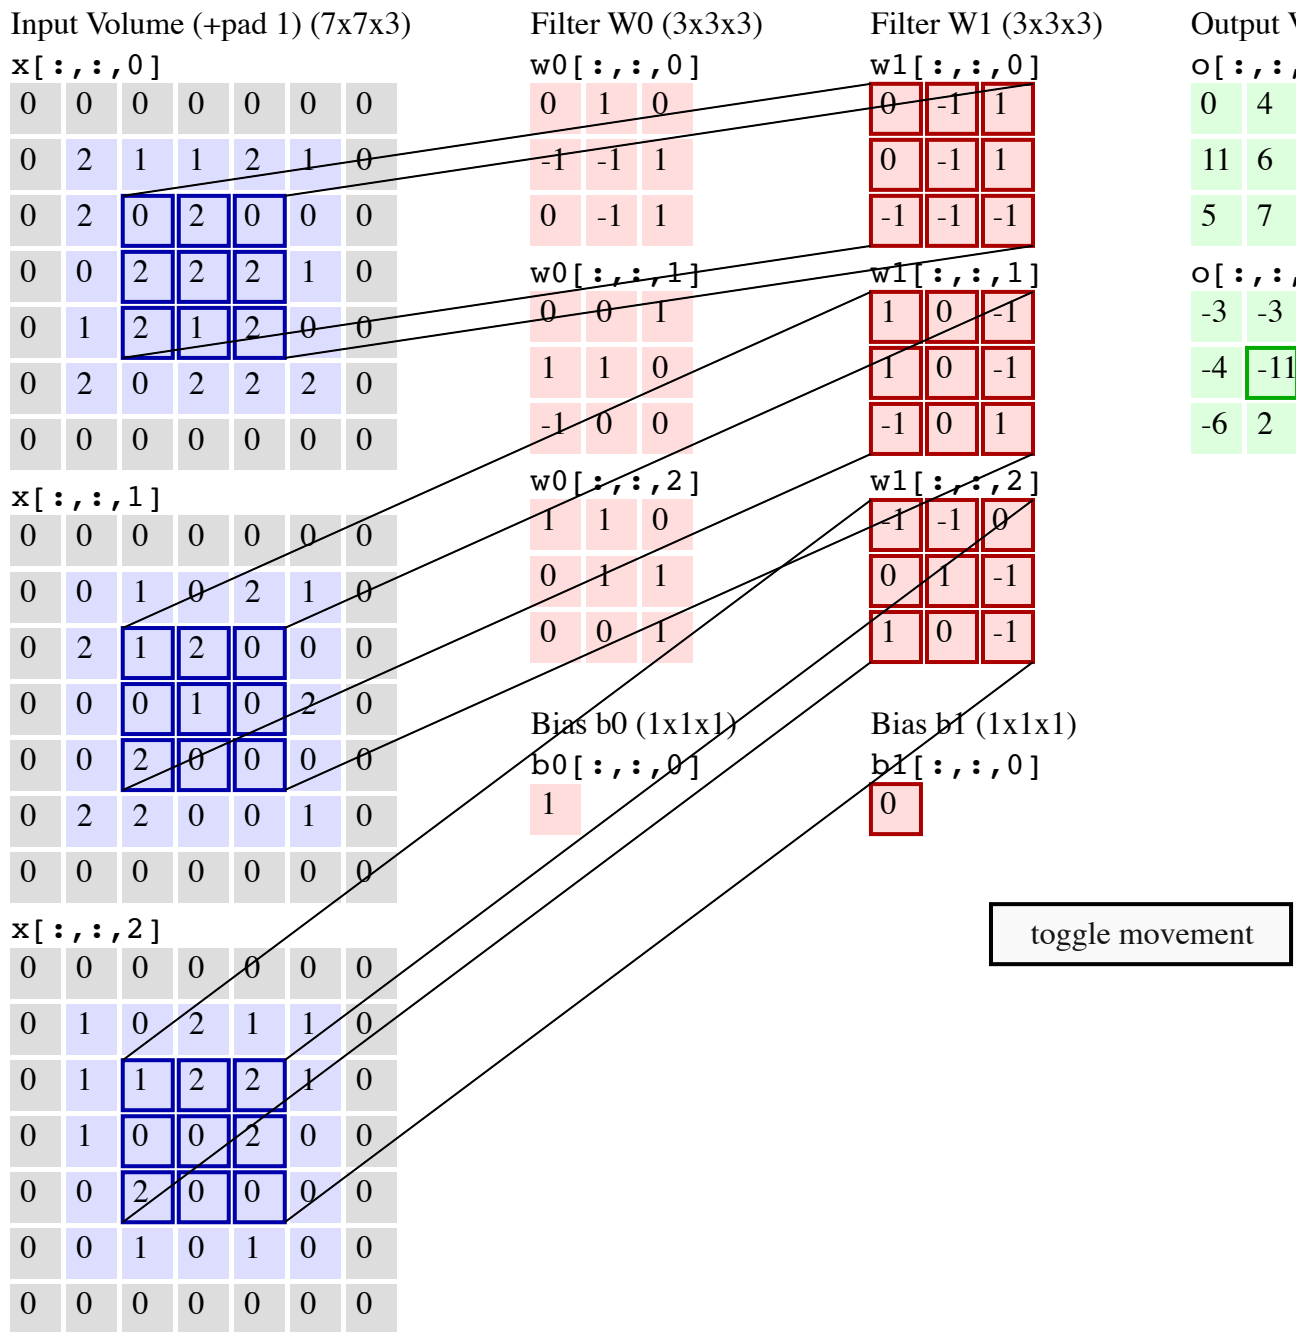 Input Volume (+pad 1) (7x7x3)
x[:,:,0]
0 0 0 0 0 0 0
0 2 1 1 2 1 0
0 2 0 2 0 0 0
0 0 2 2 2 1 0
0 1 2 1 2 0 0
0 2 0 2 2 2 0
0 0 0 0 0 0 0
x[:,:,1]
0 0 0 0 0 0 0
0 0 1 0 2 1 0
0 2 1 2 0 0 0
0 0 0 1 0 2 0
0 0 2 0 0 0 0
0 2 2 0 0 1 0
0 0 0 0 0 0 0
x[:,:,2]
0 0 0 0 0 0 0
0 1 0 2 1 1 0
0 1 1 2 2 1 0
0 1 0 0 2 0 0
0 0 2 0 0 0 0
0 0 1 0 1 0 0
0 0 0 0 0 0 0
Filter W0 (3x3x3)
w0[:,:,0]
0 1 0
-1 -1 1
0 -1 1
w0[:,:,1]
0 0 1
1 1 0
-1 0 0
w0[:,:,2]
1 1 0
0 1 1
0 0 1
Bias b0 (1x1x1)
b0[:,:,0]
1
Filter W1 (3x3x3)
w1[:,:,0]
0 -1 1
0 -1 1
-1 -1 -1
w1[:,:,1]
1 0 -1
1 0 -1
-1 0 1
w1[:,:,2]
-1 -1 0
0 1 -1
1 0 -1
Bias b1 (1x1x1)
b1[:,:,0]
0
Output
o[:,:,
0 4
11 6
5 7
o[:,:,
-3 -3
-4 -11
-6 2
toggle movement